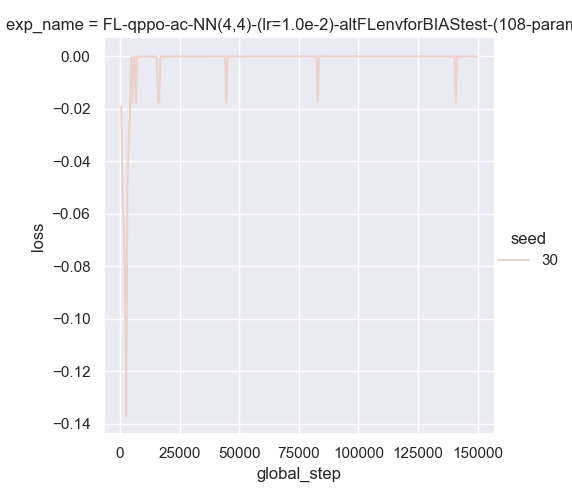 exp_name = FL-qppo-ac-NN(4,4)-(lr=1.0e-2)-altFLenvforBIAStest-(108-param
0.00
−0.02
−0.04
−0.06
−0.08
−0.10
−0.12
−0.14
loss
0 25000 50000 75000 100000 125000 150000
global_step
seed
30